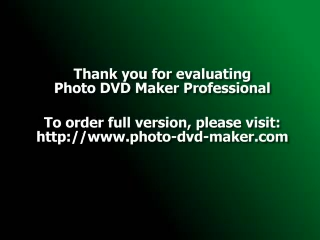 Thank you for evaluating
Photo DVD Maker Professional
To order full version, please visit:
http://www.photo-dvd-maker.com